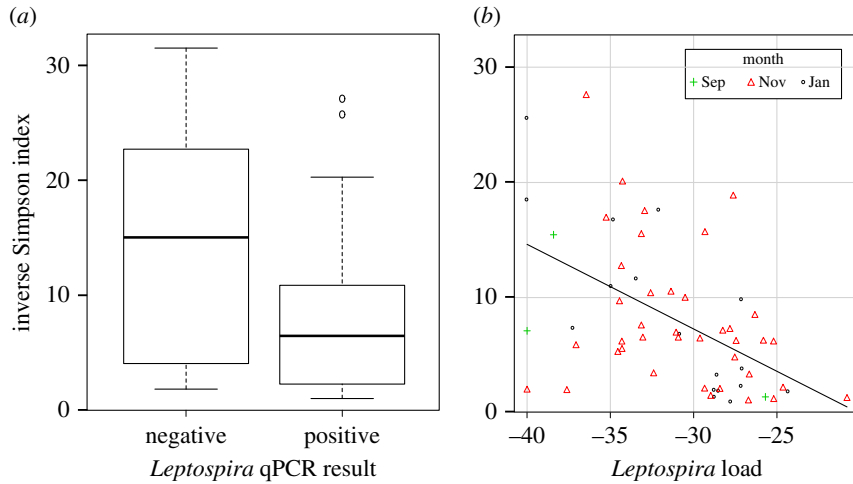 (a)
30
20
10
0
inverse Simpson index
negative positive
Leptospira qPCR result
(b)
month
Sep Nov Jan
30
20
10
0
−40 −35 −30 −25
Leptospira load